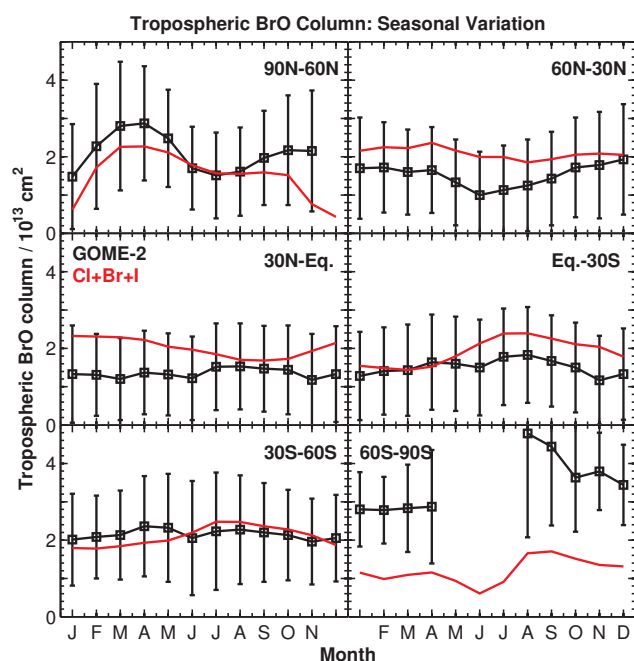 Tropospheric BrO Column: Seasonal Variation
90N-60N
60N-30N
4
2
0
GOME-2
Cl+Br+I
30N-Eq.
Eq.-30S
4
2
0
30S-60S
60S-90S
4
2
0
J F M A M J J A S O N
F M A M J J A S O N D
Month
Tropospheric BrO column / 10¹³ cm²